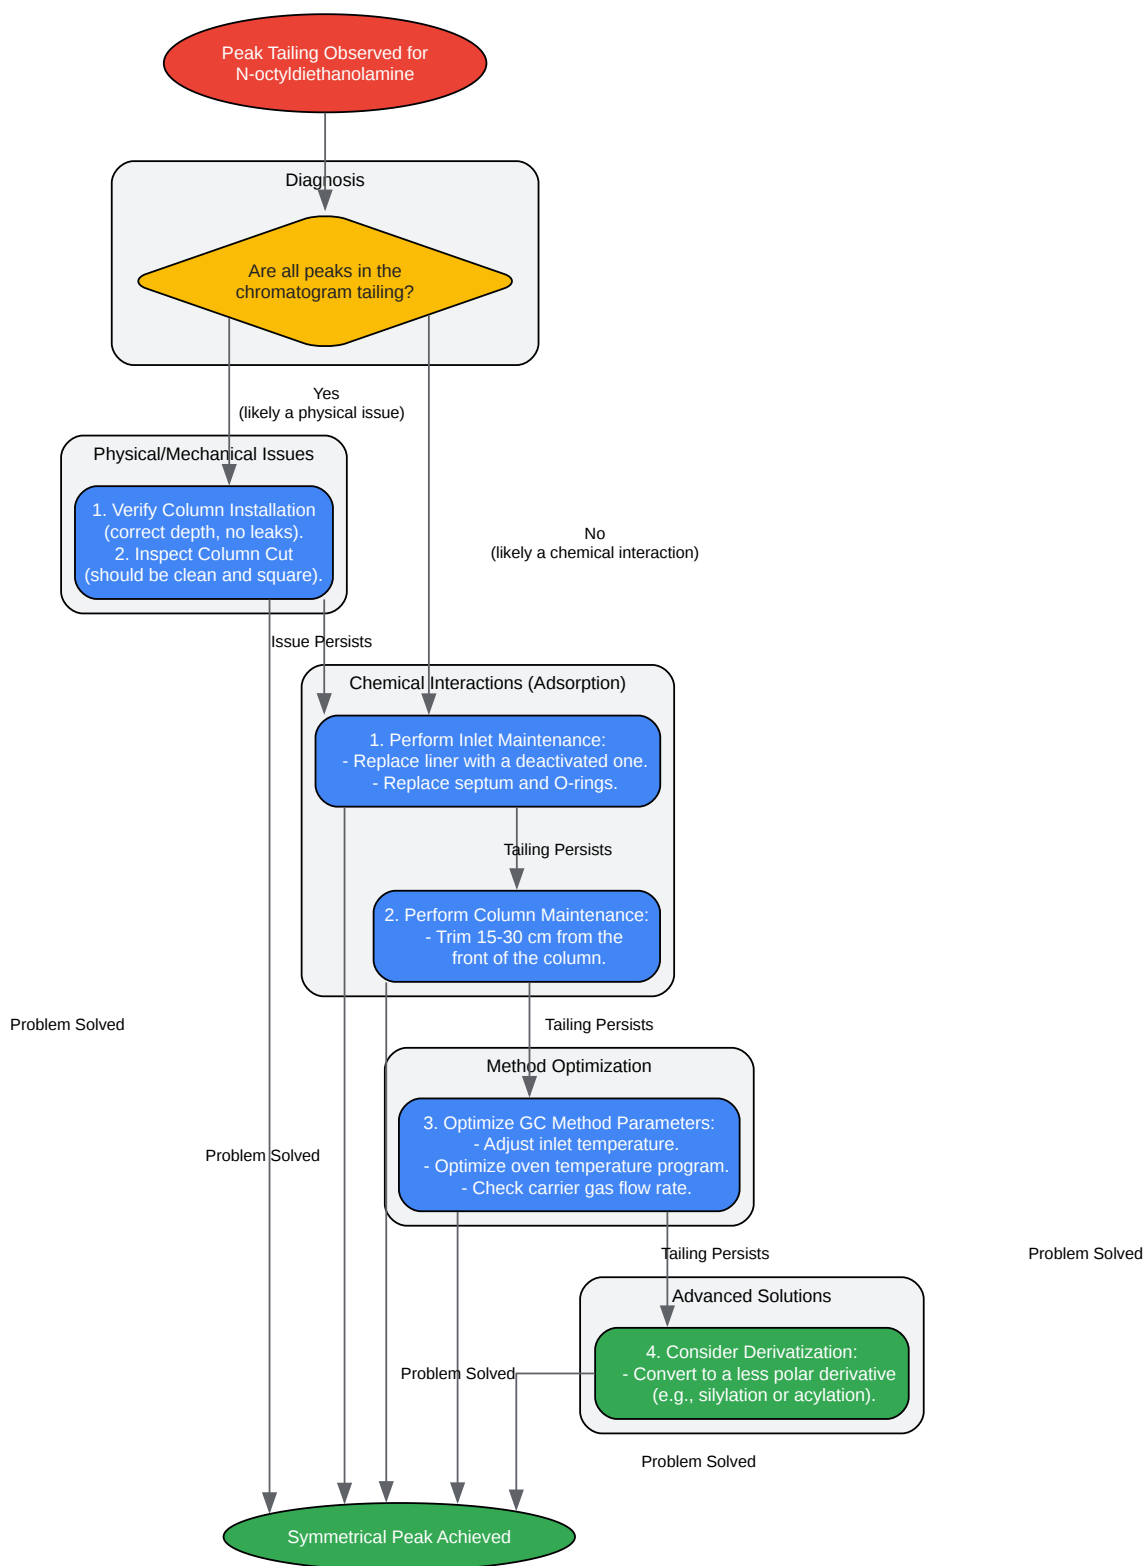 Peak Tailing Observed for
N-octyldiethanolamine
Diagnosis
Are all peaks in the
chromatogram tailing?
Yes
(likely a physical issue)
Physical/Mechanical Issues
1. Verify Column Installation
(correct depth, no leaks).
2. Inspect Column Cut
(should be clean and square).
No
(likely a chemical interaction)
Issue Persists
Chemical Interactions (Adsorption)
1. Perform Inlet Maintenance:
- Replace liner with a deactivated one.
- Replace septum and O-rings.
Tailing Persists
2. Perform Column Maintenance:
- Trim 15-30 cm from the
front of the column.
Problem Solved
Tailing Persists
Method Optimization
3. Optimize GC Method Parameters:
- Adjust inlet temperature.
- Optimize oven temperature program.
- Check carrier gas flow rate.
Problem Solved
Tailing Persists
Problem Solved
Advanced Solutions
4. Consider Derivatization:
- Convert to a less polar derivative
(e.g., silylation or acylation).
Problem Solved
Problem Solved
Symmetrical Peak Achieved